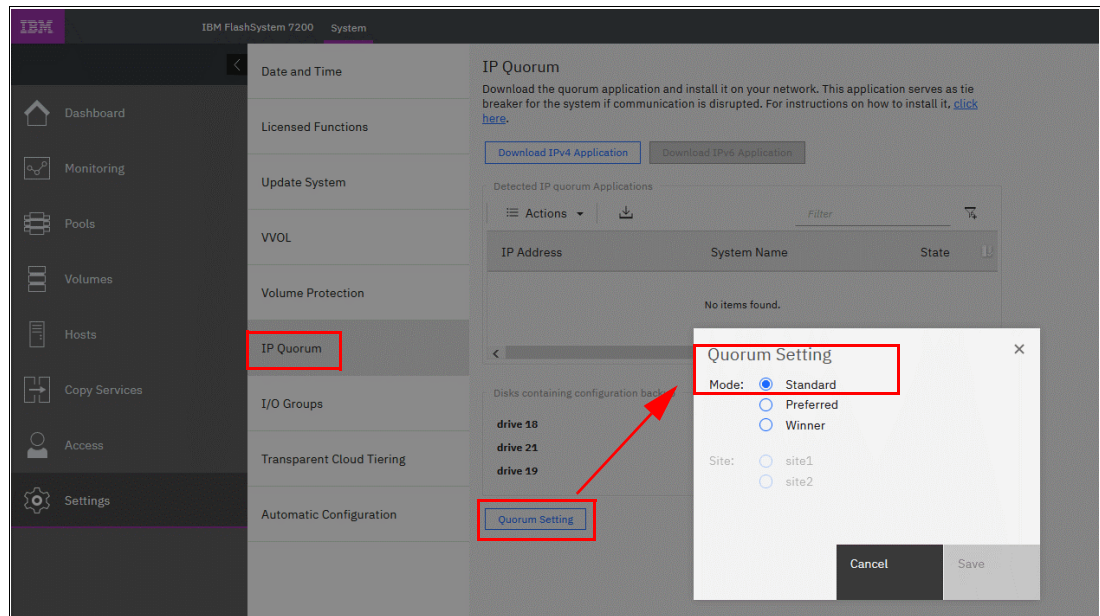 IBM
IBM FlashSystem 7200 System
Dashboard
Monitoring
Pools
Volumes
Hosts
Copy Services
Access
Settings
Date and Time
Licensed Functions
Update System
VVOL
Volume Protection
IP Quorum
I/O Groups
Transparent Cloud Tiering
Automatic Configuration
IP Quorum
Download the quorum application and install it on your network. This application serves as tie
breaker for the system if communication is disrupted. For instructions on how to install it, click
here.
Download IPv4 Application Download IPv6 Application
Detected IP quorum Applications
Actions Filter
IP Address System Name State
No items found.
Disks containing configuration
drive 18
drive 21
drive 19
Quorum Setting
Quorum Setting
Mode: Standard
Preferred
Winner
Site: site1
site2
Cancel Save